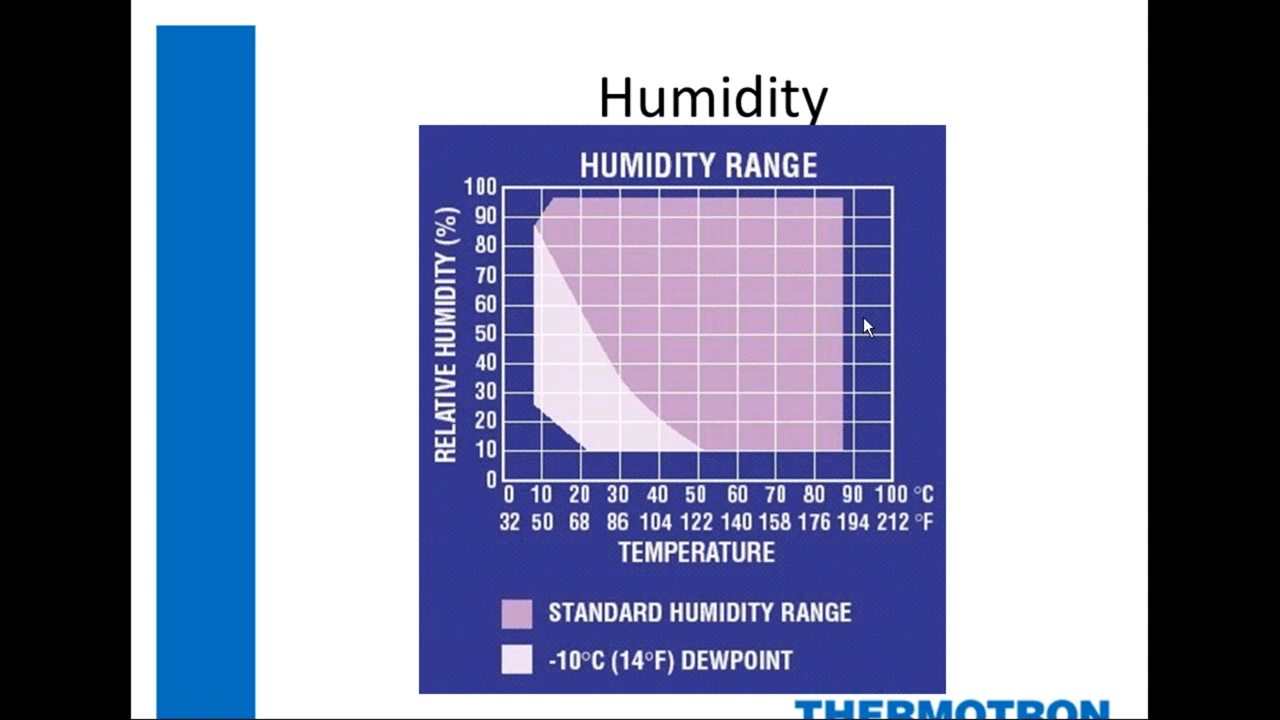 Humidity
HUMIDITY RANGE
RELATIVE HUMIDITY (%)
100
90
80
70
60
50
40
30
20
10
0
0 10 20 30 40 50 60 70 80 90 100 °C
32 50 68 86 104 122 140 158 176 194 212 °F
TEMPERATURE
STANDARD HUMIDITY RANGE
-10°C (14°F) DEWPOINT
THERMOTRON